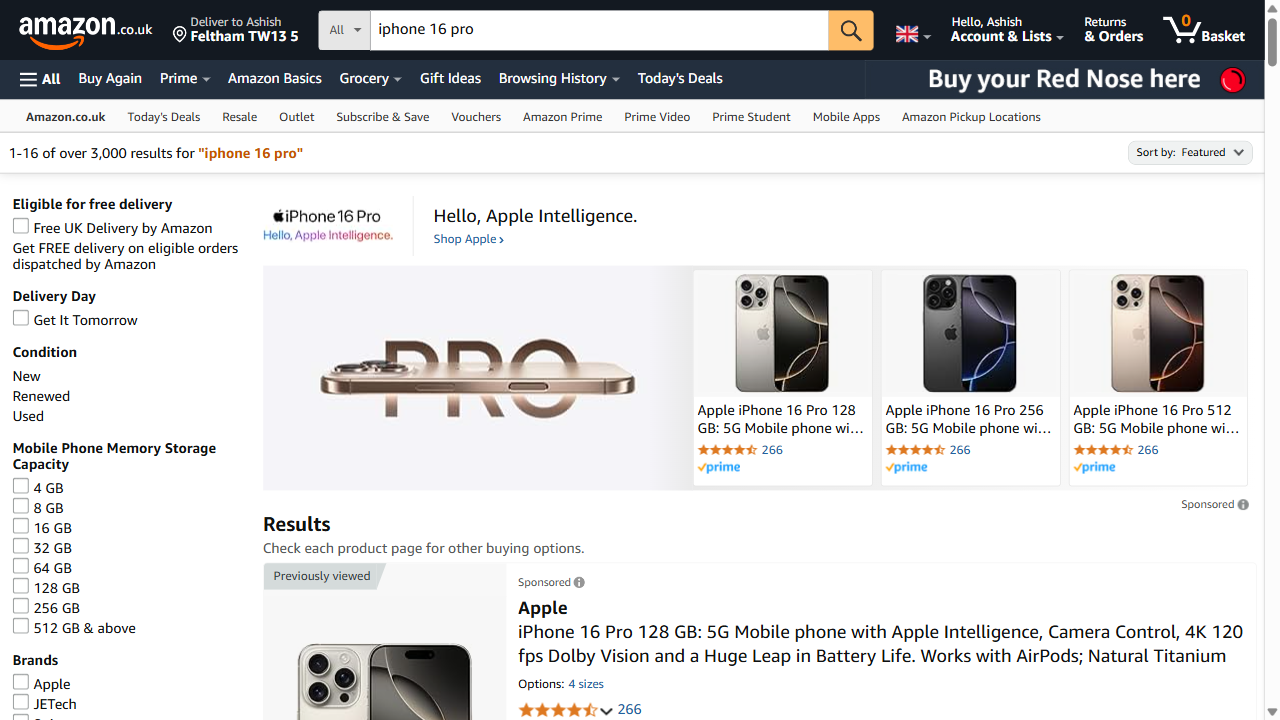 amazon.co.uk
Deliver to Ashish
Feltham TW13 5
All
iphone 16 pro
Hello, Ashish
Account & Lists
Returns
& Orders
0
Basket
All
Buy Again
Prime
Amazon Basics
Grocery
Gift Ideas
Browsing History
Today's Deals
Buy your Red Nose here
Amazon.co.uk
Today's Deals
Resale
Outlet
Subscribe & Save
Vouchers
Amazon Prime
Prime Video
Prime Student
Mobile Apps
Amazon Pickup Locations
1-16 of over 3,000 results for "iphone 16 pro"
Sort by: Featured
Eligible for free delivery
Free UK Delivery by Amazon
Get FREE delivery on eligible orders
dispatched by Amazon
Delivery Day
Get It Tomorrow
Condition
New
Renewed
Used
Mobile Phone Memory Storage
Capacity
4 GB
8 GB
16 GB
32 GB
64 GB
128 GB
256 GB
512 GB & above
Brands
Apple
JETech
iPhone 16 Pro
Hello, Apple Intelligence.
Hello, Apple Intelligence.
Shop Apple ›
PRO
Apple iPhone 16 Pro 128
GB: 5G Mobile phone wi…
266
prime
Apple iPhone 16 Pro 256
GB: 5G Mobile phone wi…
266
prime
Apple iPhone 16 Pro 512
GB: 5G Mobile phone wi…
266
prime
Sponsored
Results
Check each product page for other buying options.
Previously viewed
Sponsored
Apple
iPhone 16 Pro 128 GB: 5G Mobile phone with Apple Intelligence, Camera Control, 4K 120
fps Dolby Vision and a Huge Leap in Battery Life. Works with AirPods; Natural Titanium
Options: 4 sizes
266